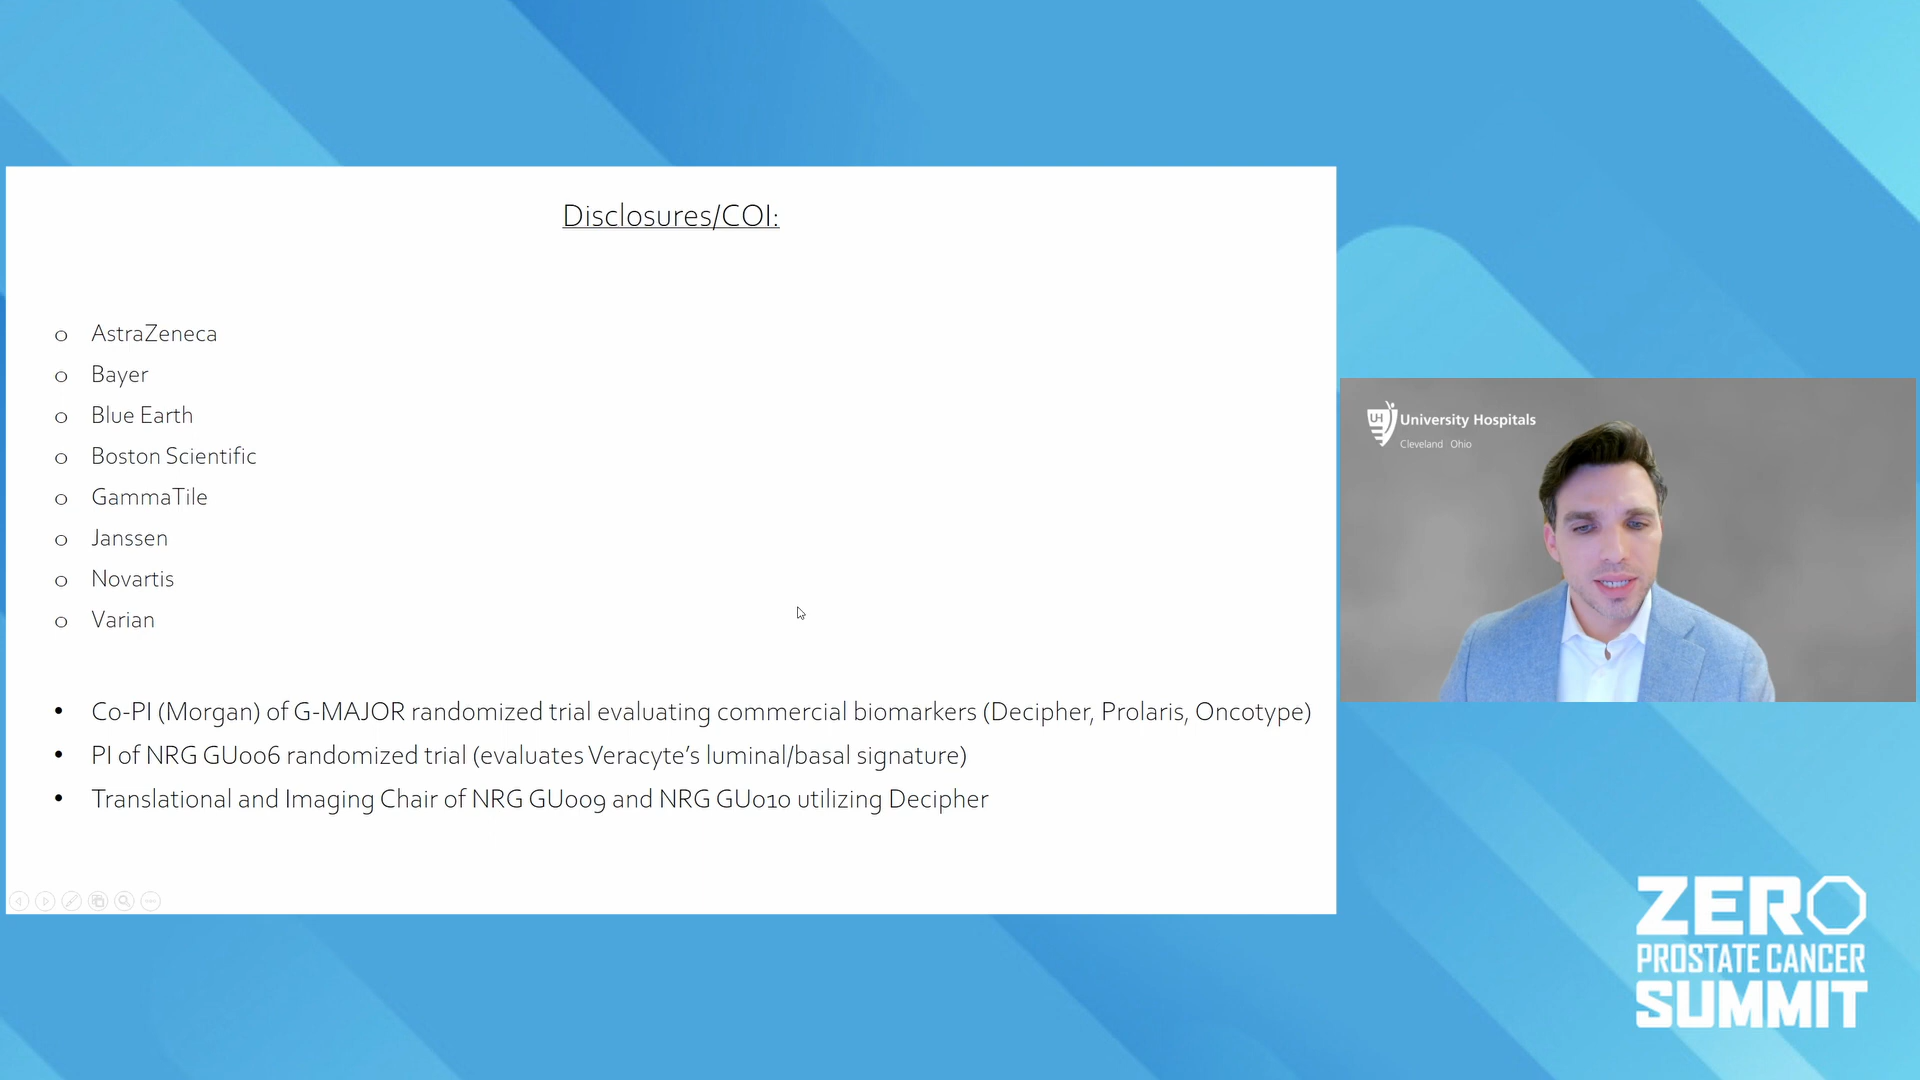 Disclosures/COI:
o AstraZeneca
o Bayer
o Blue Earth
o Boston Scientific
o GammaTile
o Janssen
o Novartis
o Varian
• Co-PI (Morgan) of G-MAJOR randomized trial evaluating commercial biomarkers (Decipher, Prolaris, Oncotype)
• PI of NRG GU006 randomized trial (evaluates Veracyte’s luminal/basal signature)
• Translational and Imaging Chair of NRG GU009 and NRG GU010 utilizing Decipher
UH
University Hospitals
Cleveland Ohio
ZERO
PROSTATE CANCER
SUMMIT